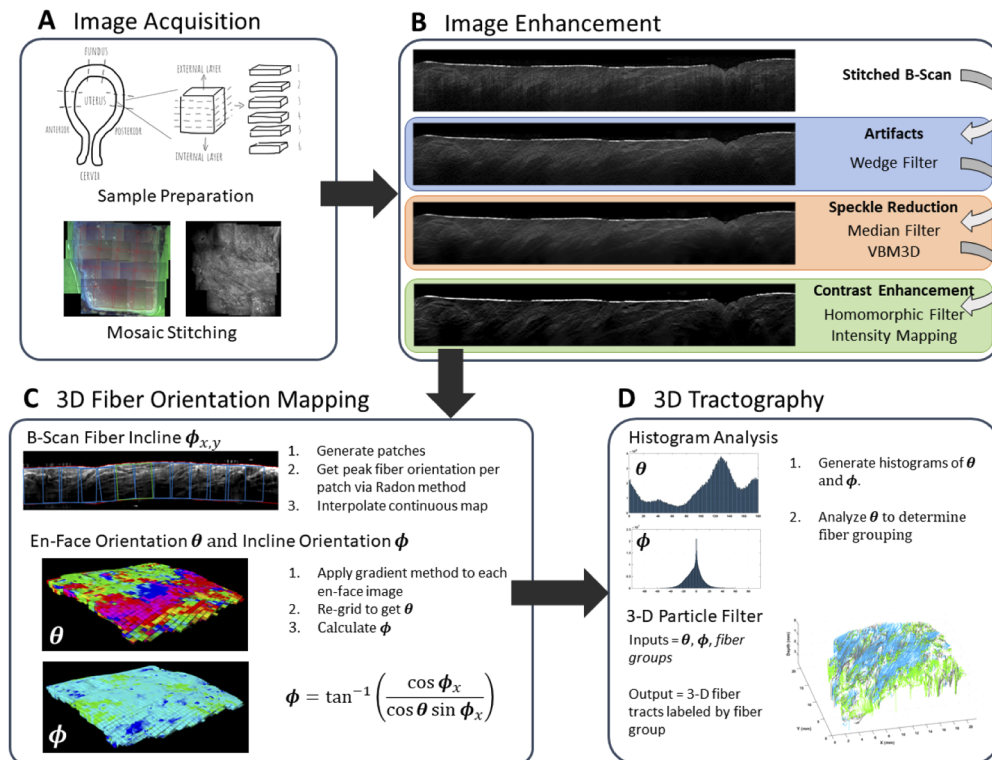 A Image Acquisition
FUNDUS
UTERUS
ANTERIOR
POSTERIOR
CERVIX
EXTERNAL LAYER
INTERNAL LAYER
1
2
3
4
5
6
Sample Preparation
Mosaic Stitching
B Image Enhancement
Stitched B-Scan
Artifacts
Wedge Filter
Speckle Reduction
Median Filter
VBM3D
Contrast Enhancement
Homomorphic Filter
Intensity Mapping
C 3D Fiber Orientation Mapping
B-Scan Fiber Incline ϕx,y
1. Generate patches
2. Get peak fiber orientation per
patch via Radon method
3. Interpolate continuous map
En-Face Orientation θ and Incline Orientation ϕ
θ
1. Apply gradient method to each
en-face image
2. Re-grid to get θ
3. Calculate ϕ
ϕ
ϕ = tan⁻¹ (cos ϕx / cos θ sin ϕx)
D 3D Tractography
Histogram Analysis
θ
ϕ
1. Generate histograms of θ
and ϕ.
2. Analyze θ to determine
fiber grouping
3-D Particle Filter
Inputs = θ, ϕ, fiber
groups
Output = 3-D fiber
tracts labeled by fiber
group
Depth (mm)
Y (mm)
X (mm)